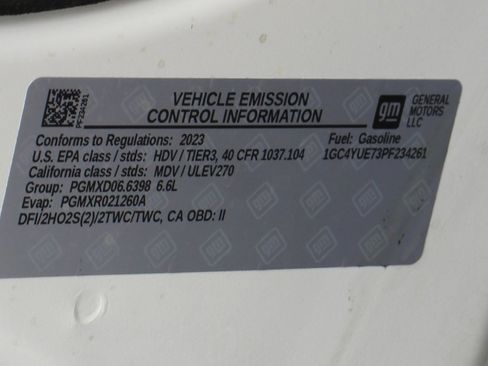 PF234261
VEHICLE EMISSION
CONTROL INFORMATION
gm
GENERAL
MOTORS
LLC
Conforms to Regulations: 2023
Fuel: Gasoline
U.S. EPA class / stds: HDV / TIER3, 40 CFR 1037.104
1GC4YUE73PF234261
California class / stds: MDV / ULEV270
Group: PGMXD06.6398 6.6L
Evap: PGMXR021260A
DFI/2HO2S(2)/2TWC/TWC, CA OBD: II